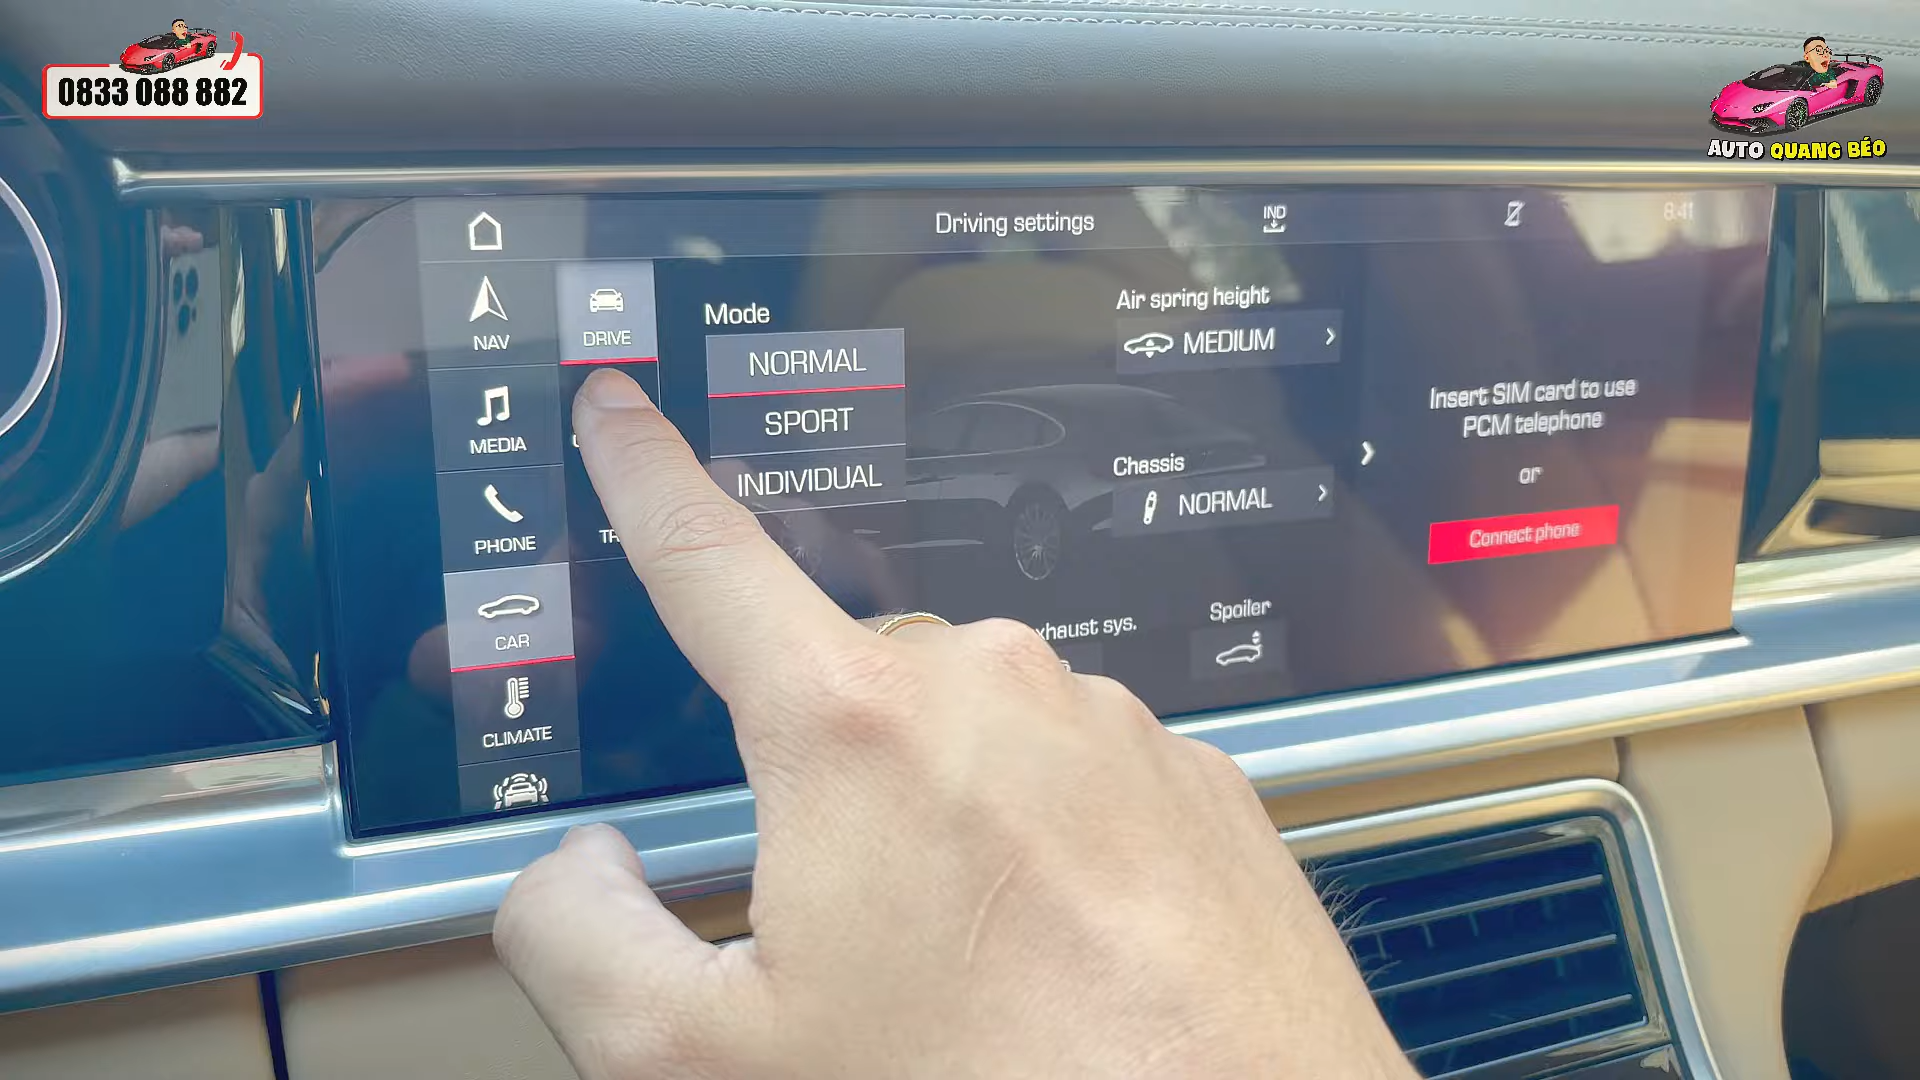 0833 088 882
AUTO QUANG BÉO
Driving settings
IND
8:41
NAV
DRIVE
Mode
NORMAL
SPORT
INDIVIDUAL
Air spring height
MEDIUM
Chassis
NORMAL
Insert SIM card to use
PCM telephone
or
Connect phone
MEDIA
PHONE
CAR
CLIMATE
xhaust sys.
Spoiler